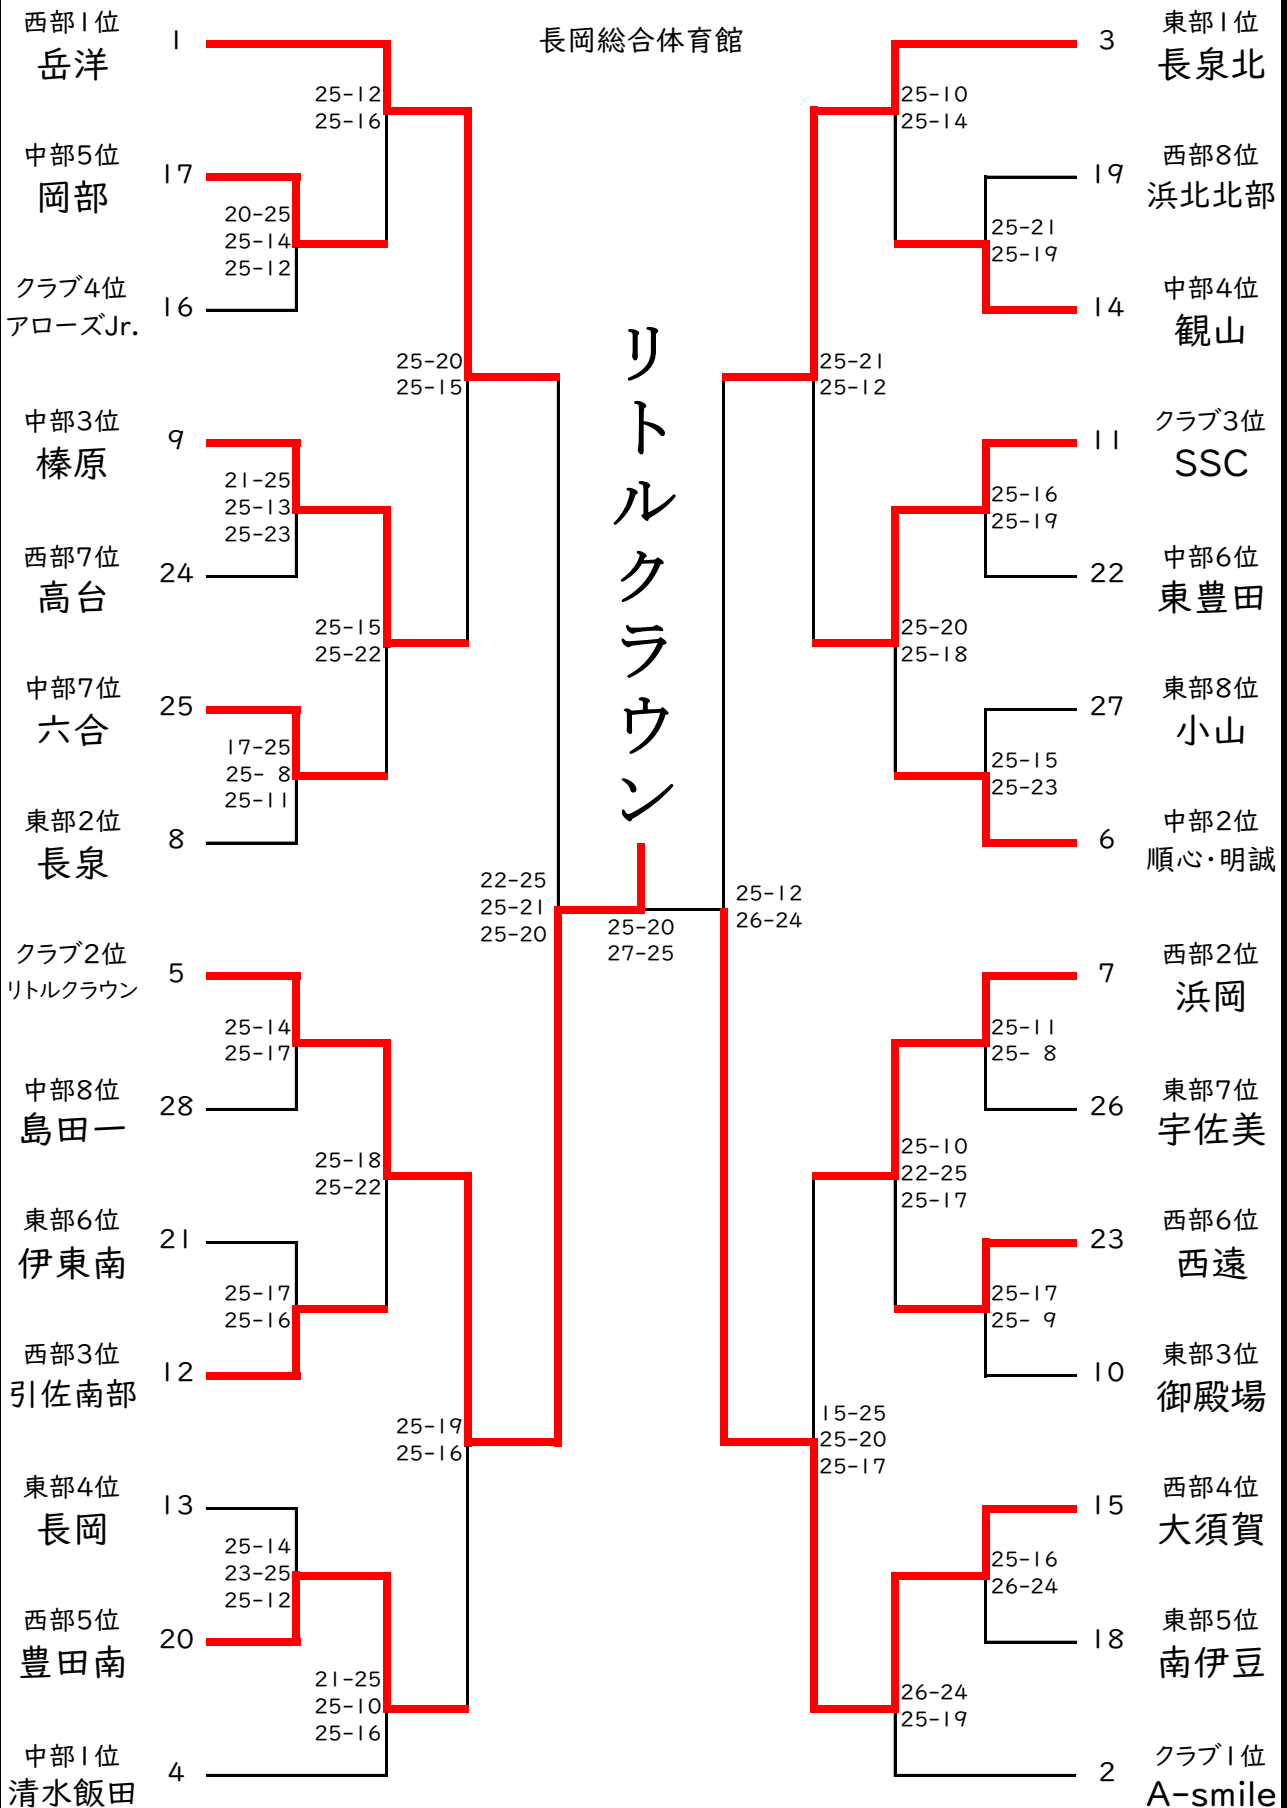 長岡総合体育館
リトルクラウン
西部1位
岳洋
1
25-12
25-16
中部5位
岡部
17
20-25
25-14
25-12
クラブ4位
アローズJr.
16
25-20
25-15
中部3位
榛原
9
21-25
25-13
25-23
西部7位
高台
24
25-15
25-22
中部7位
六合
25
17-25
25- 8
25-11
東部2位
長泉
8
22-25
25-21
25-20
25-20
27-25
クラブ2位
リトルクラウン
5
25-14
25-17
中部8位
島田一
28
25-18
25-22
東部6位
伊東南
21
25-17
25-16
西部3位
引佐南部
12
25-19
25-16
東部4位
長岡
13
25-14
23-25
25-12
西部5位
豊田南
20
21-25
25-10
25-16
中部1位
清水飯田
4
3
東部1位
長泉北
25-10
25-14
19
西部8位
浜北北部
25-21
25-19
14
中部4位
観山
25-21
25-12
11
クラブ3位
SSC
25-16
25-19
22
中部6位
東豊田
25-20
25-18
27
東部8位
小山
25-15
25-23
6
中部2位
順心・明誠
25-12
26-24
7
西部2位
浜岡
25-11
25- 8
26
東部7位
宇佐美
25-10
22-25
25-17
23
西部6位
西遠
25-17
25- 9
10
東部3位
御殿場
15-25
25-20
25-17
15
西部4位
大須賀
25-16
26-24
18
東部5位
南伊豆
26-24
25-19
2
クラブ1位
A-smile